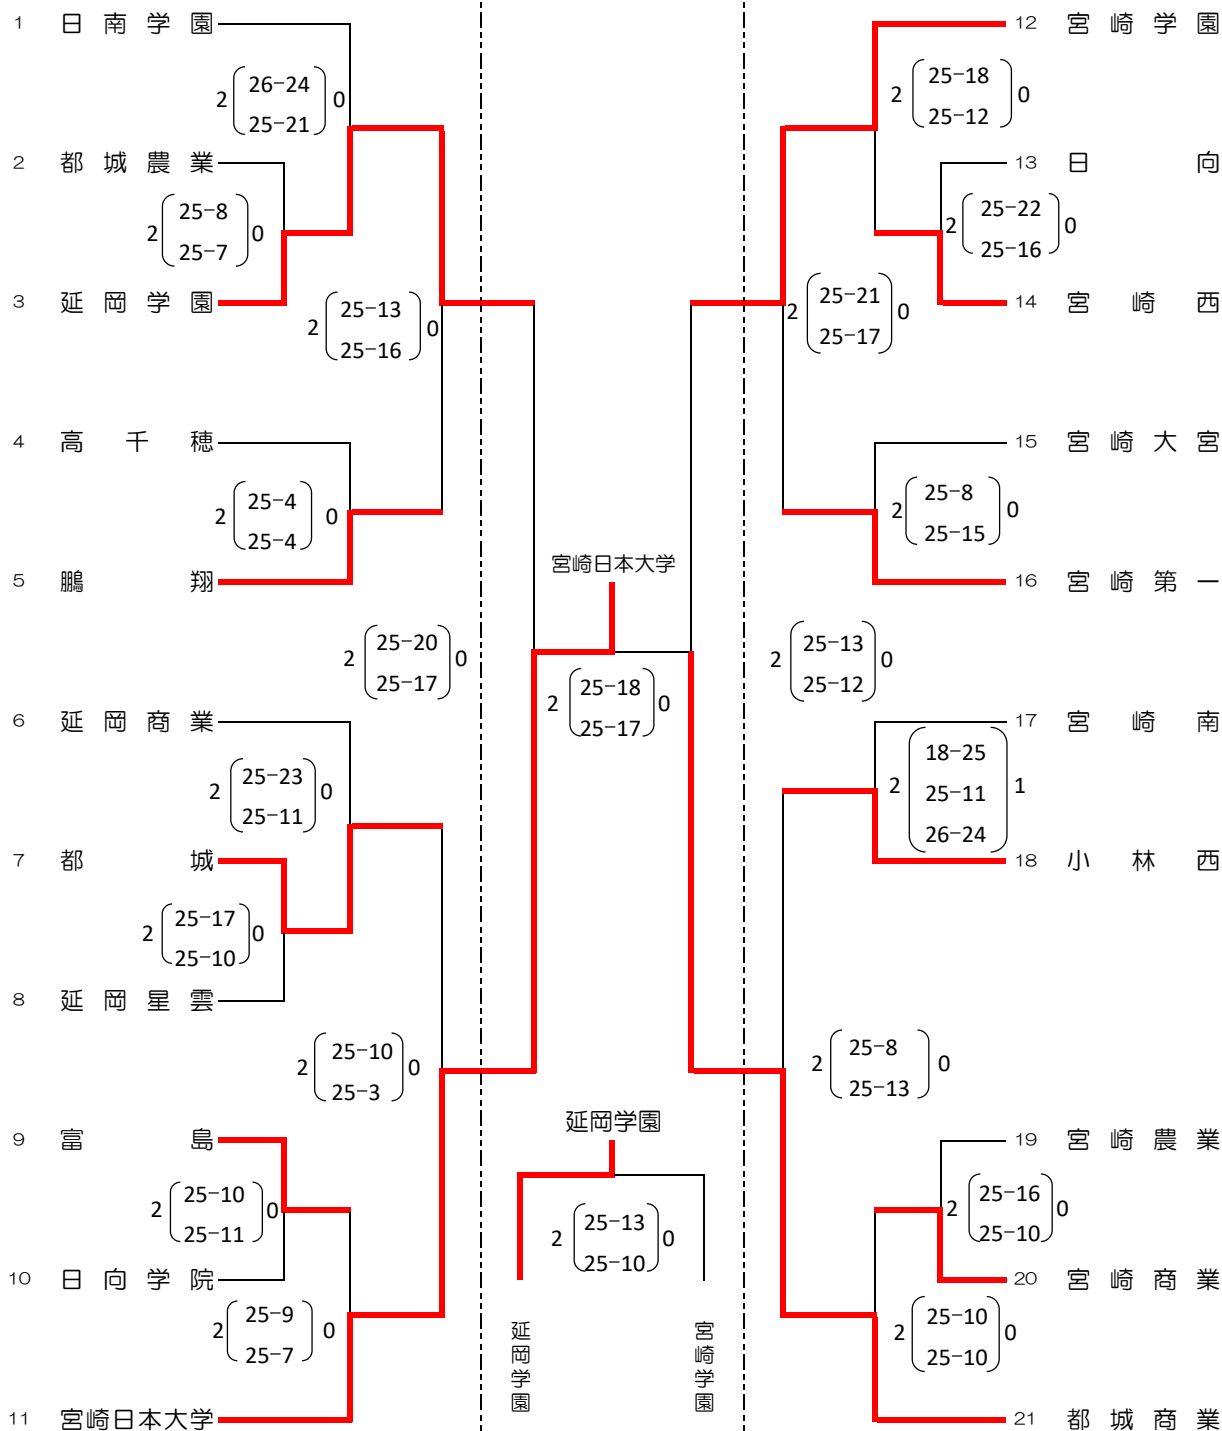 1 日南学園
2 26-24 0
25-21
2 都城農業
2 25-8 0
25-7
3 延岡学園
2 25-13 0
25-16
4 高千穂
2 25-4 0
25-4
5 鵬翔
2 25-20 0
25-17
6 延岡商業
2 25-23 0
25-11
7 都城
2 25-17 0
25-10
8 延岡星雲
2 25-10 0
25-3
9 富島
2 25-10 0
25-11
10 日向学院
2 25-9 0
25-7
11 宮崎日本大学
宮崎日本大学
2 25-18 0
25-17
延岡学園
2 25-13 0
25-10
延岡学園
宮崎学園
12 宮崎学園
2 25-18 0
25-12
13 日向
2 25-22 0
25-16
14 宮崎西
2 25-21 0
25-17
15 宮崎大宮
2 25-8 0
25-15
16 宮崎第一
2 25-13 0
25-12
17 宮崎南
18-25
2 25-11 1
26-24
18 小林西
2 25-8 0
25-13
19 宮崎農業
2 25-16 0
25-10
20 宮崎商業
2 25-10 0
25-10
21 都城商業